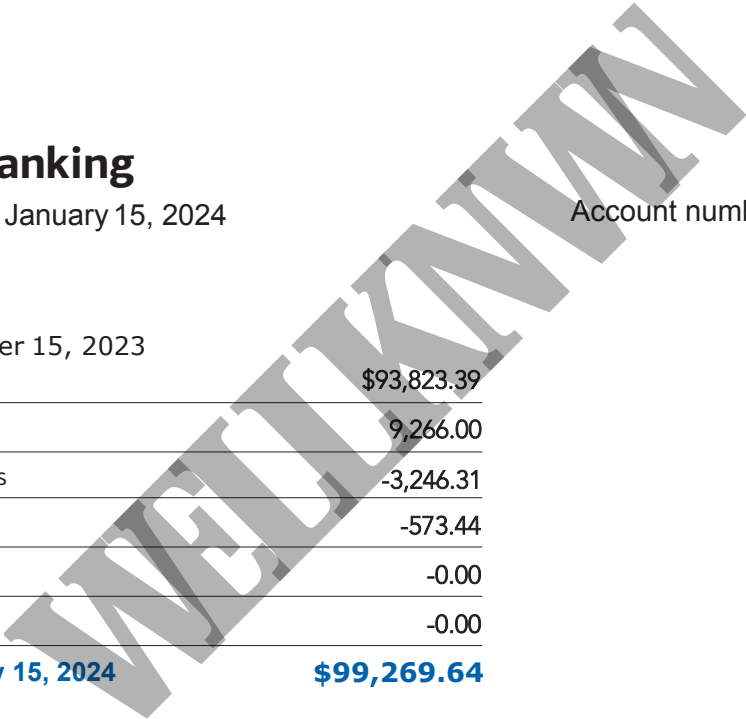 anking
January 15, 2024
Account numb
er 15, 2023
$93,823.39
9,266.00
s
-3,246.31
-573.44
-0.00
-0.00
y 15, 2024
$99,269.64
WELLKNWN